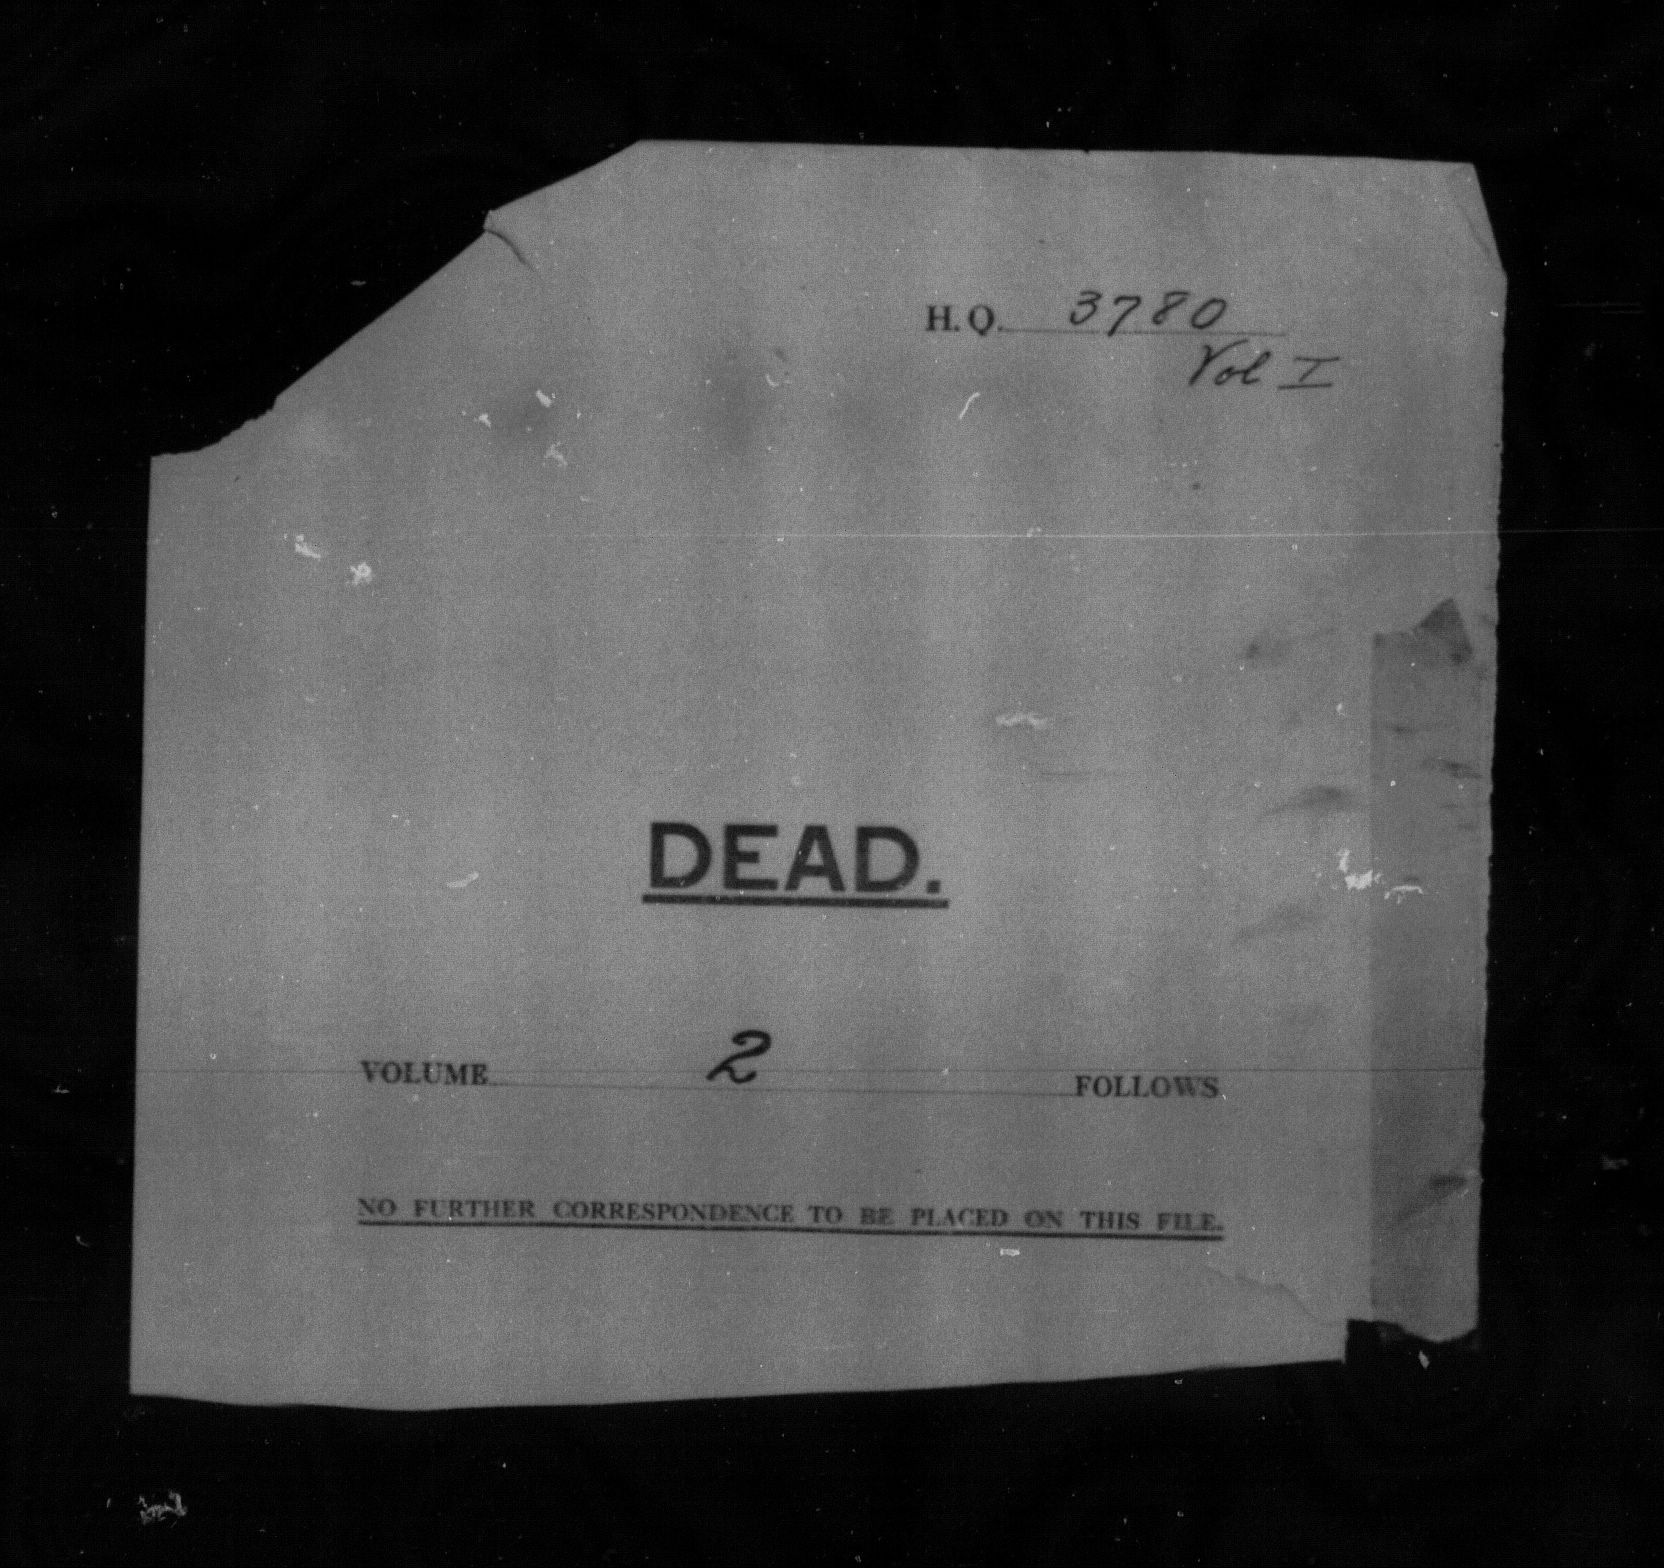 H. Q. 3780
Vol I
DEAD.
VOLUME 2 FOLLOWS
NO FURTHER CORRESPONDENCE TO BE PLACED ON THIS FILE.